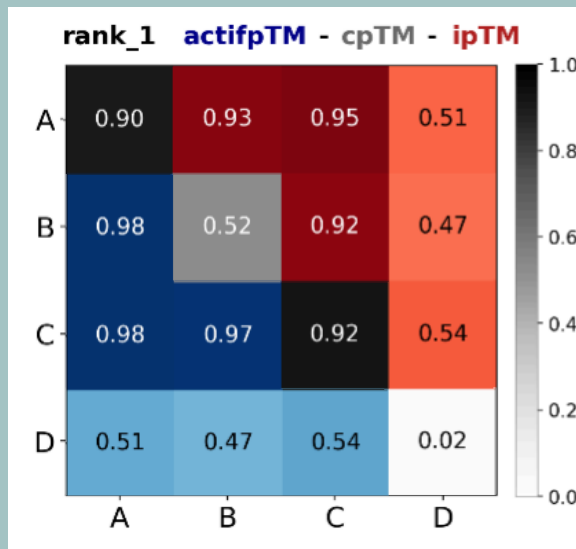 rank_1 actifpTM - cpTM - ipTM
1.0
A 0.90 0.93 0.95 0.51
0.8
B 0.98 0.52 0.92 0.47
0.6
C 0.98 0.97 0.92 0.54
0.4
D 0.51 0.47 0.54 0.02
0.2
0.0
A B C D